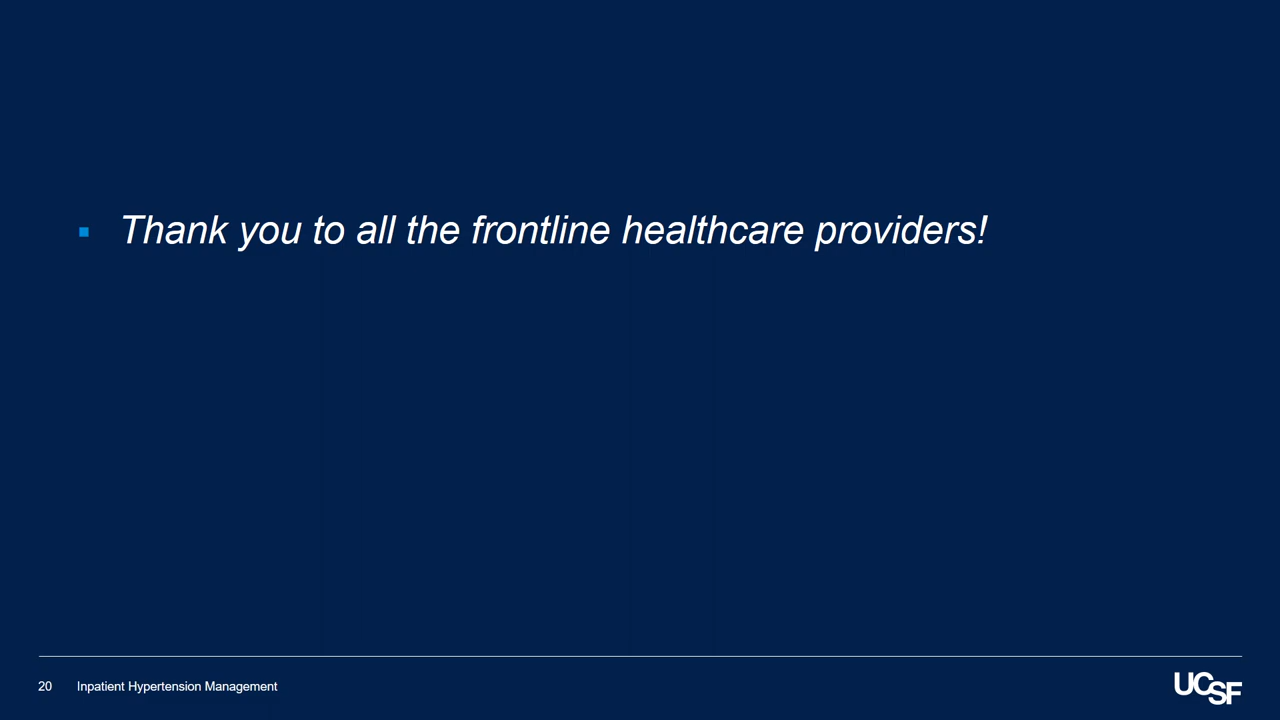 Thank you to all the frontline healthcare providers!
20 Inpatient Hypertension Management
UCSF